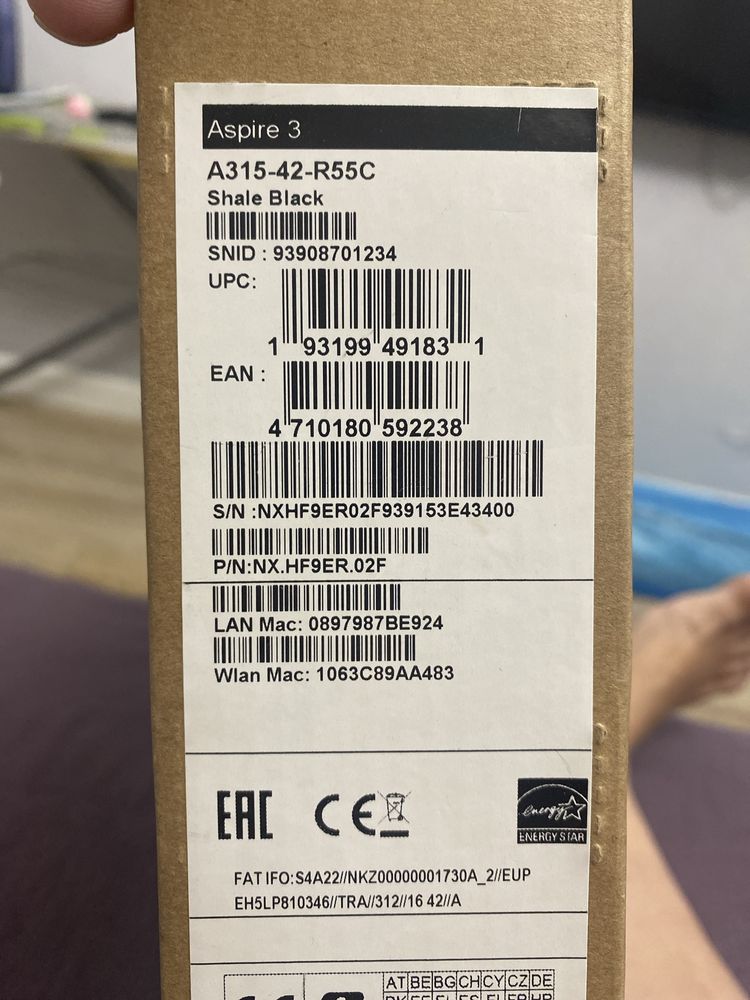 Aspire 3
A315-42-R55C
Shale Black
SNID : 93908701234
UPC:
1 93199 49183 1
EAN :
4 710180 592238
S/N :NXHF9ER02F939153E43400
P/N:NX.HF9ER.02F
LAN Mac: 0897987BE924
Wlan Mac: 1063C89AA483
EAC CE energy
ENERGY STAR
FAT IFO:S4A22//NKZ00000001730A_2//EUP
EH5LP810346//TRA//312//16 42//A
AT BE BG CH CY CZ DE